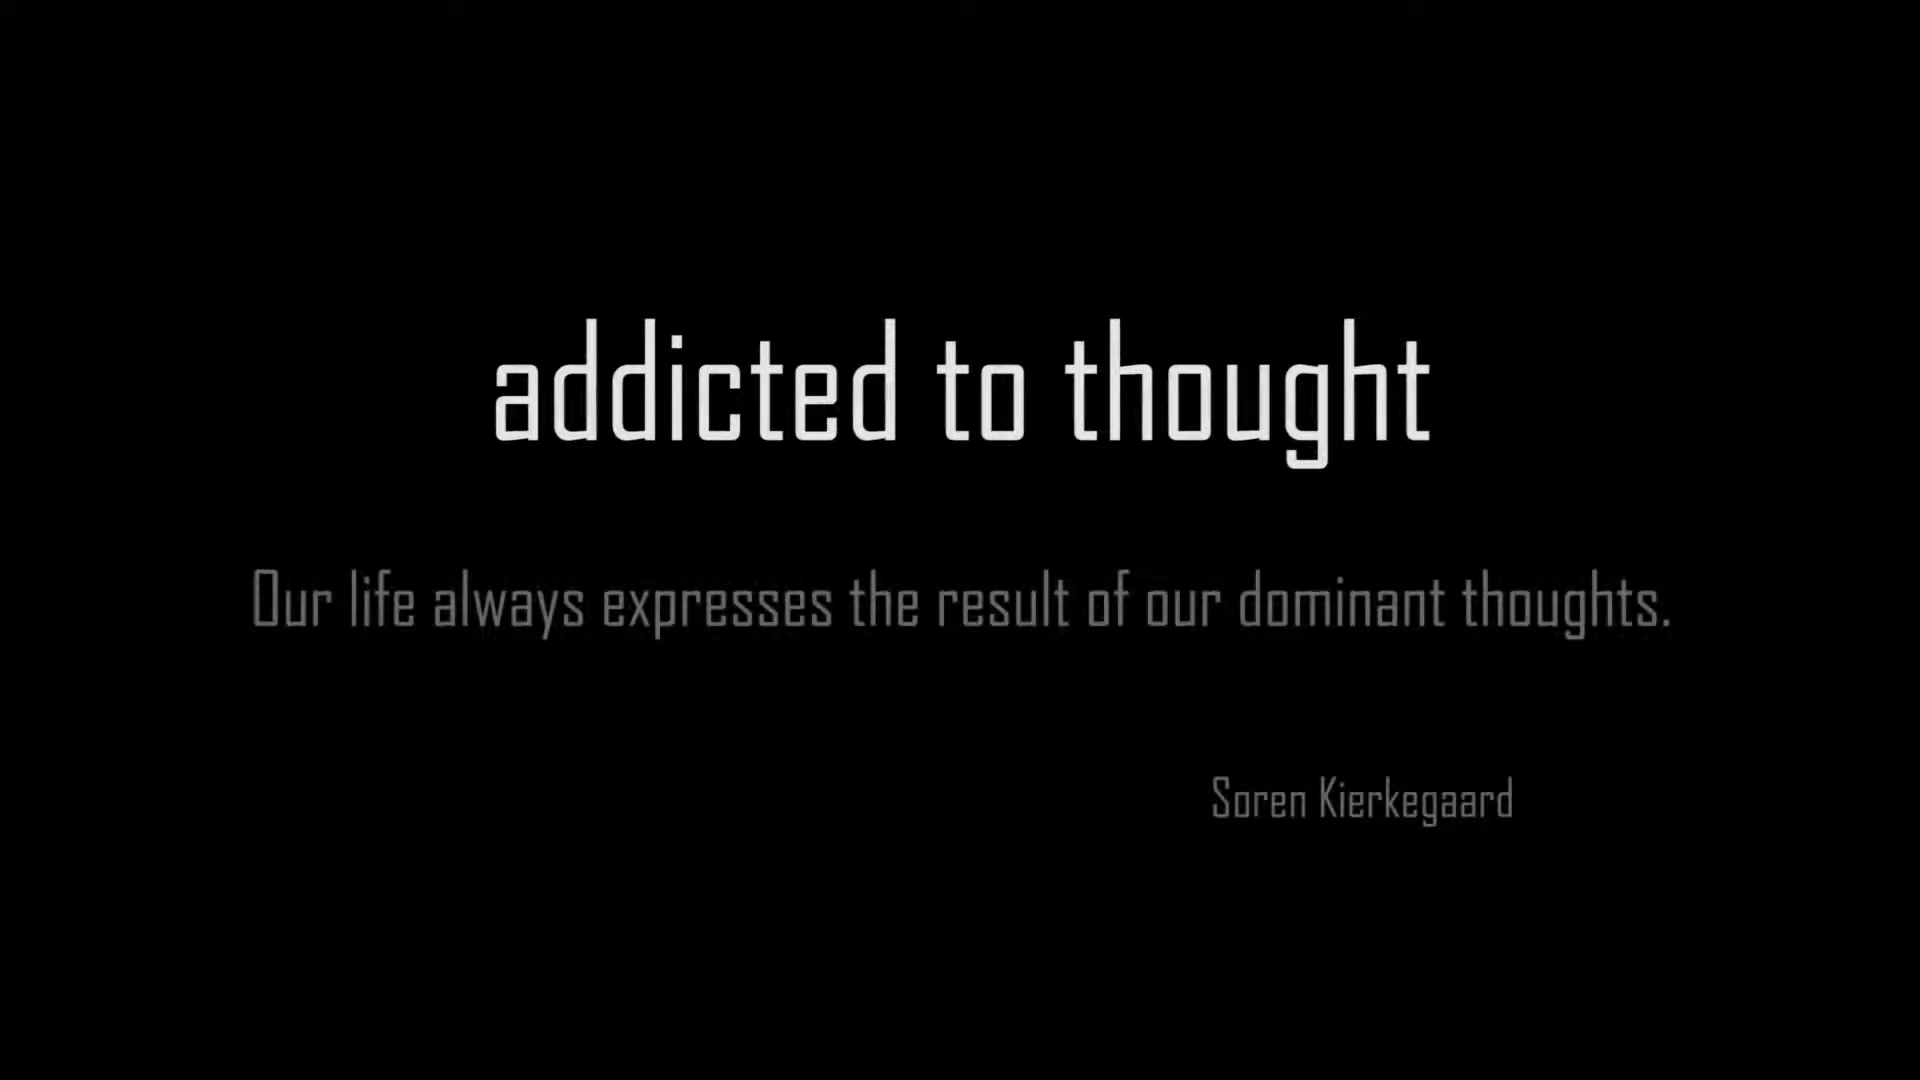 addicted to thought
Our life always expresses the result of our dominant thoughts.
Soren Kierkegaard